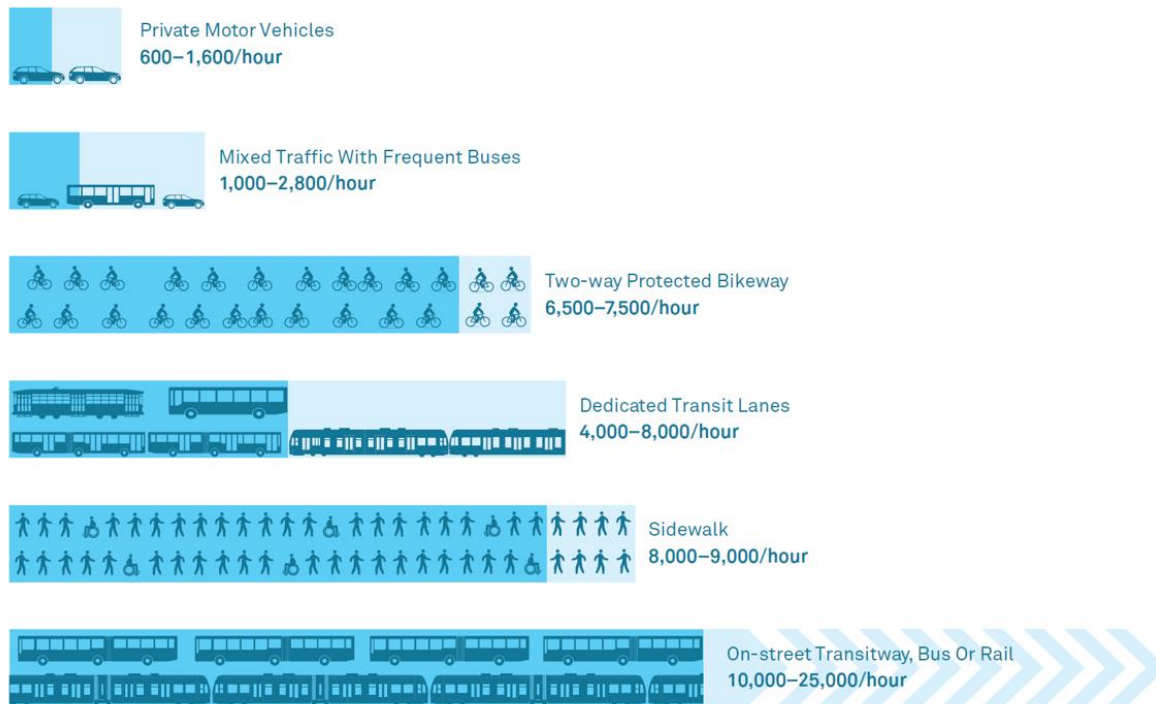 Private Motor Vehicles
600–1,600/hour
Mixed Traffic With Frequent Buses
1,000–2,800/hour
Two-way Protected Bikeway
6,500–7,500/hour
Dedicated Transit Lanes
4,000–8,000/hour
Sidewalk
8,000–9,000/hour
On-street Transitway, Bus Or Rail
10,000–25,000/hour